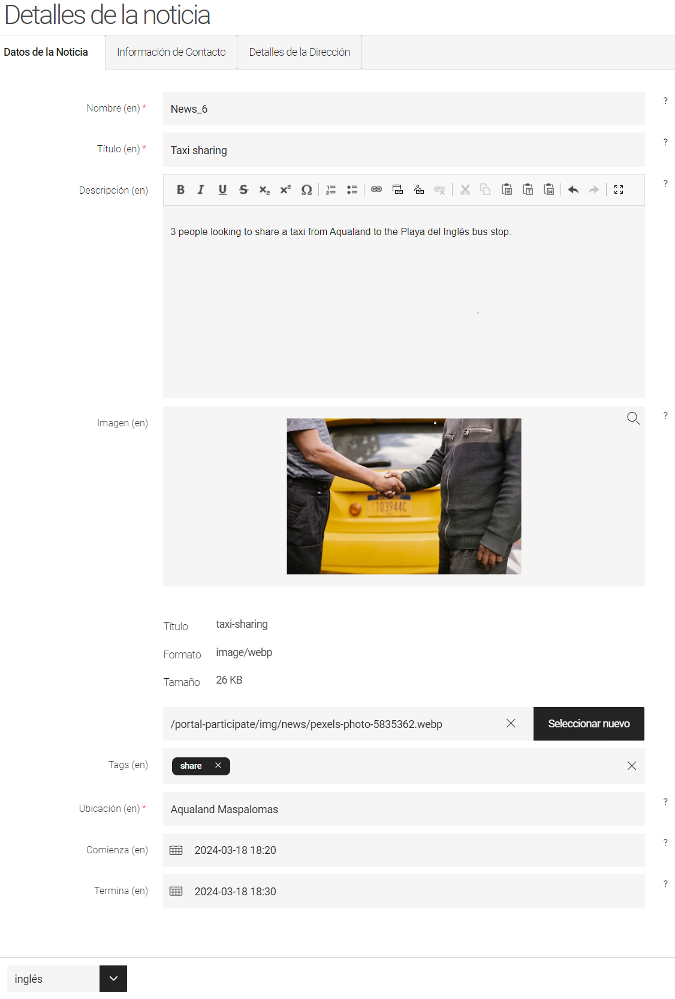 Detalles de la noticia
Datos de la Noticia Información de Contacto Detalles de la Dirección
Nombre (en) * News_6 ?
Título (en) * Taxi sharing ?
Descripción (en) B I U S x₂ x² Ω ?
3 people looking to share a taxi from Aqualand to the Playa del Inglés bus stop.
Imagen (en) ?
T03944C
Título taxi-sharing
Formato image/webp
Tamaño 26 KB
/portal-participate/img/news/pexels-photo-5835362.webp Seleccionar nuevo
Tags (en) share
Ubicación (en) * Aqualand Maspalomas ?
Comienza (en) 2024-03-18 18:20 ?
Termina (en) 2024-03-18 18:30 ?
inglés